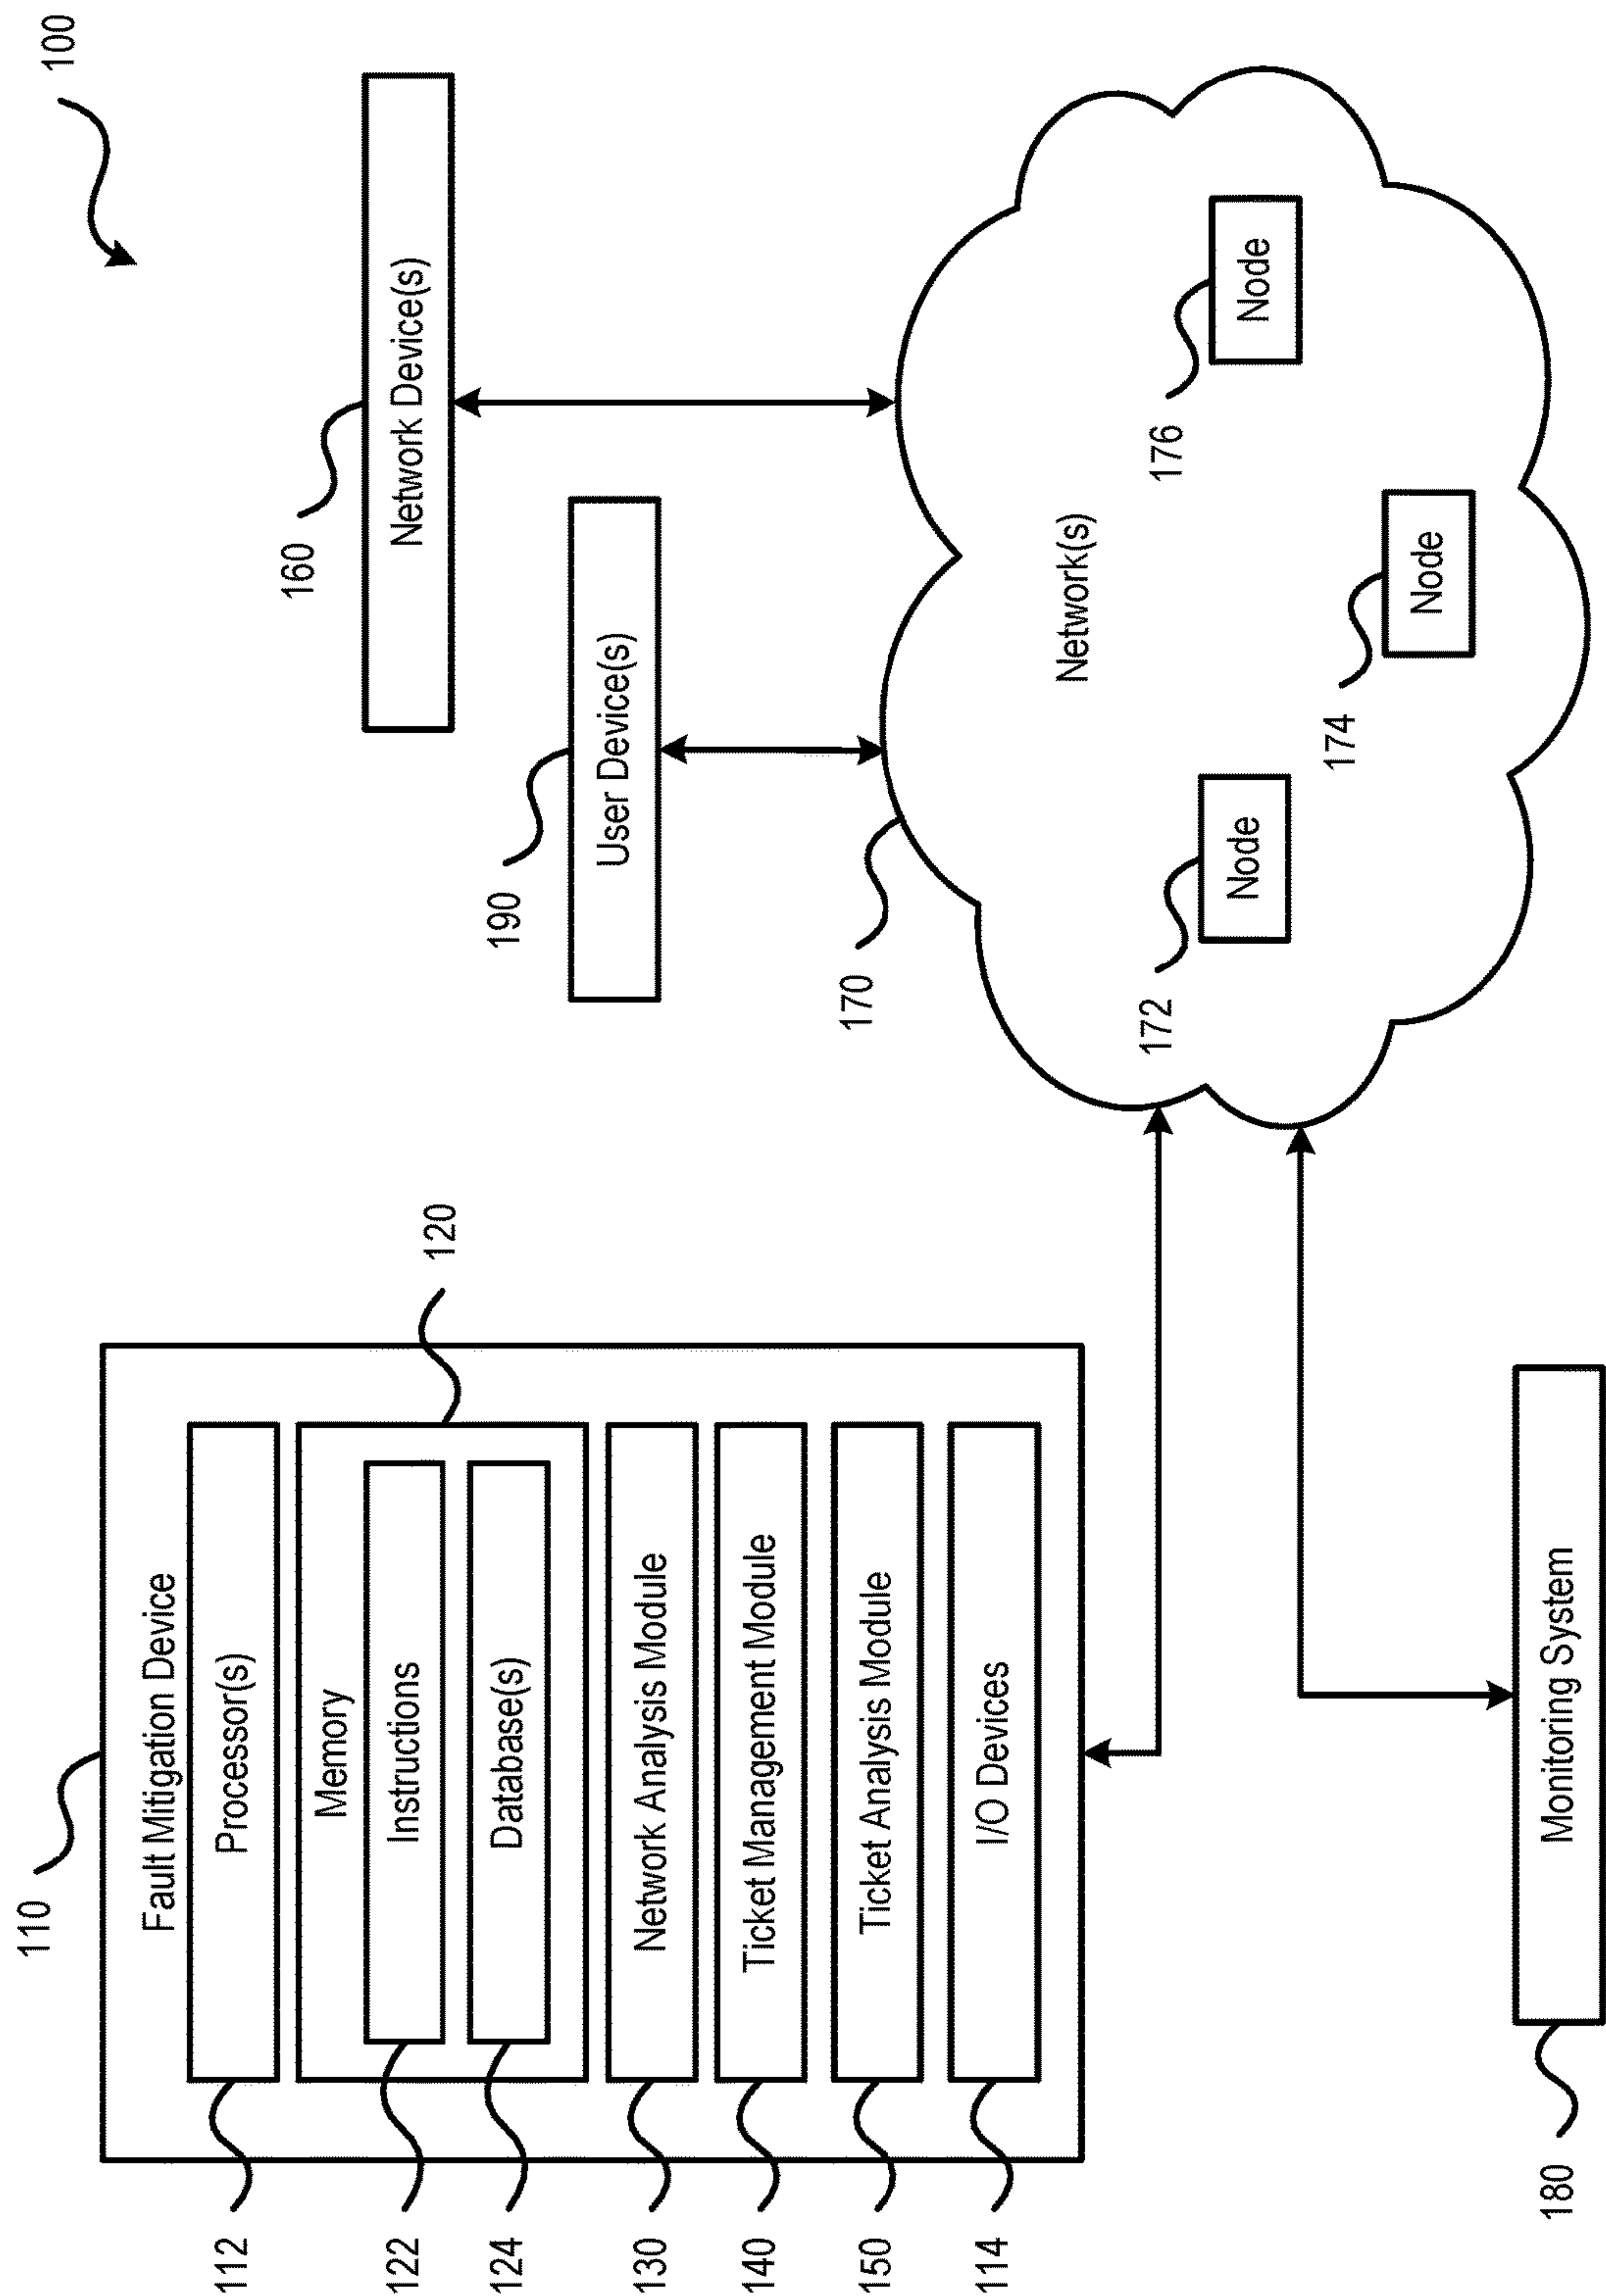 100
110
Fault Mitigation Device
112
Processor(s)
120
Memory
122
Instructions
124
Database(s)
130
Network Analysis Module
140
Ticket Management Module
150
Ticket Analysis Module
114
I/O Devices
160
Network Device(s)
190
User Device(s)
170
Network(s)
172
Node
174
Node
176
Node
180
Monitoring System